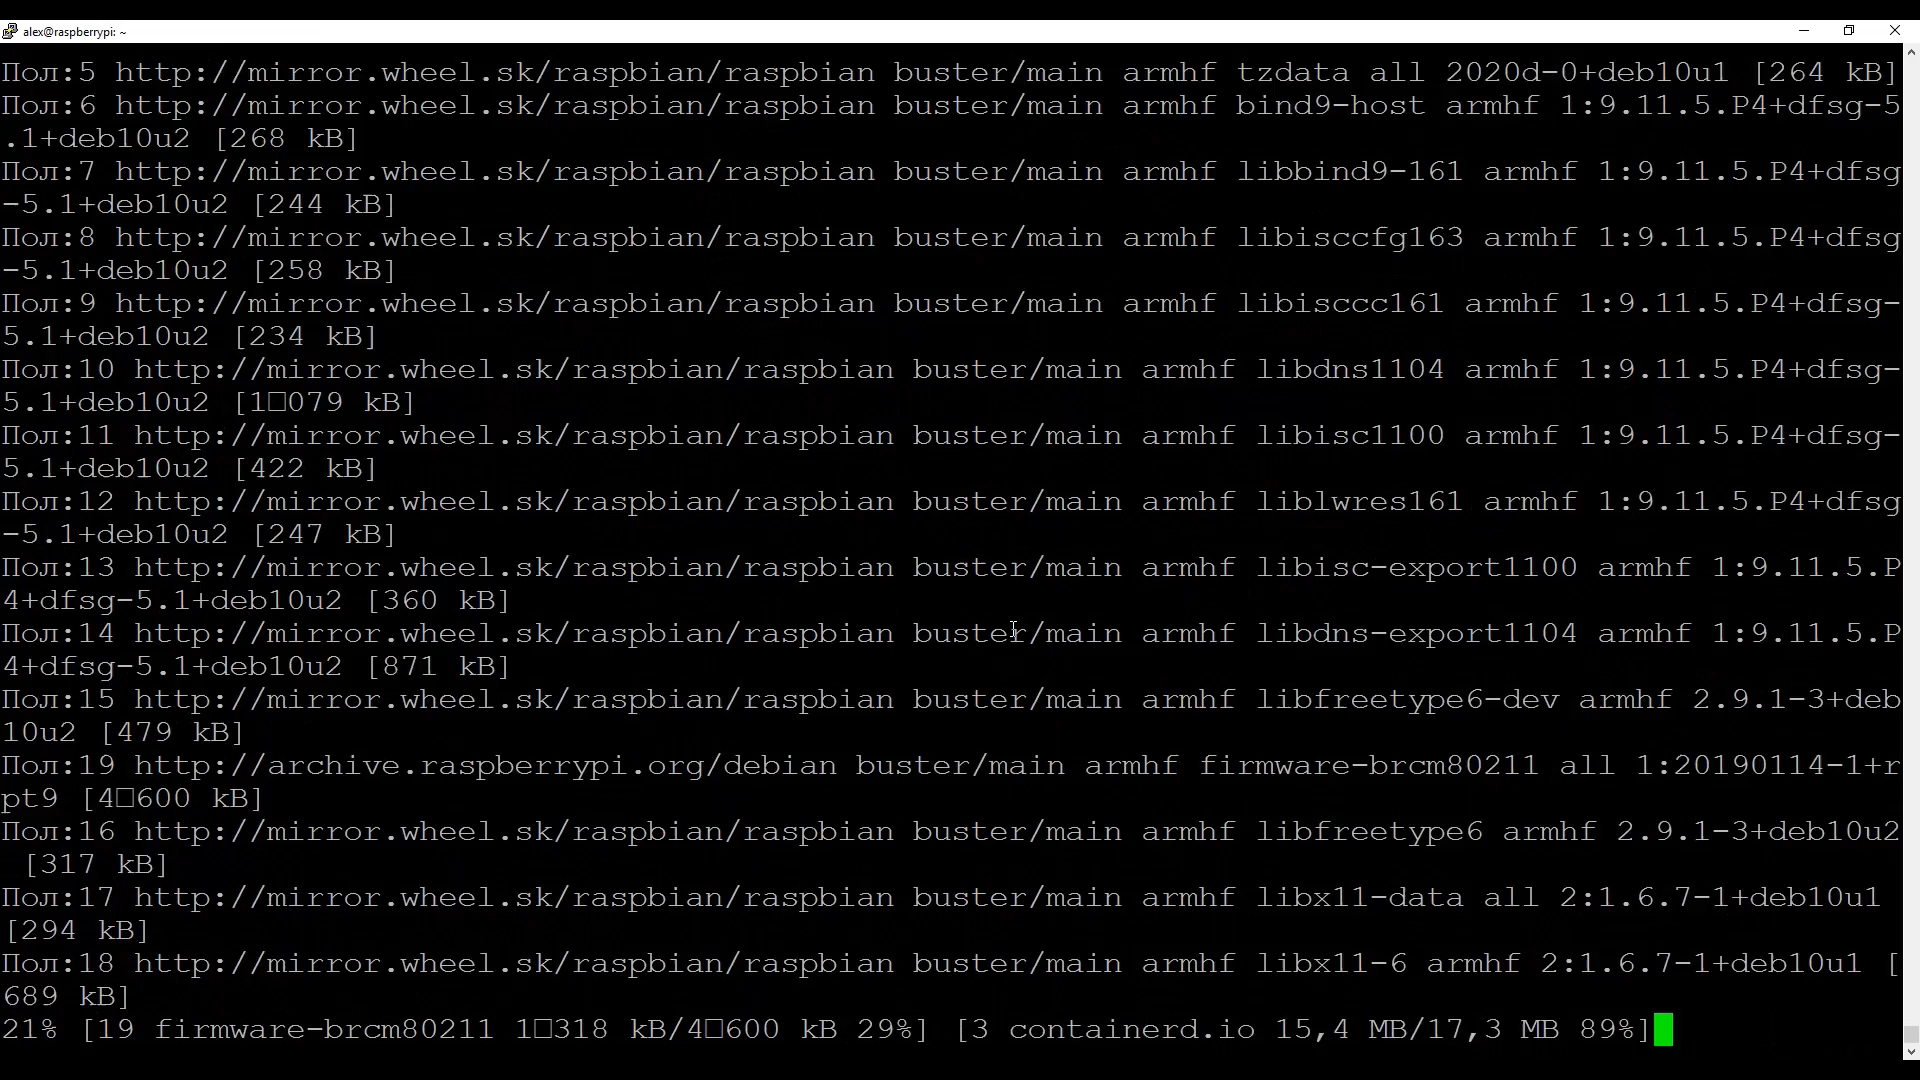 alex@raspberrypi: ~
Пол:5 http://mirror.wheel.sk/raspbian/raspbian buster/main armhf tzdata all 2020d-0+deb10u1 [264 kB]
Пол:6 http://mirror.wheel.sk/raspbian/raspbian buster/main armhf bind9-host armhf 1:9.11.5.P4+dfsg-5
.1+deb10u2 [268 kB]
Пол:7 http://mirror.wheel.sk/raspbian/raspbian buster/main armhf libbind9-161 armhf 1:9.11.5.P4+dfsg
-5.1+deb10u2 [244 kB]
Пол:8 http://mirror.wheel.sk/raspbian/raspbian buster/main armhf libisccfg163 armhf 1:9.11.5.P4+dfsg
-5.1+deb10u2 [258 kB]
Пол:9 http://mirror.wheel.sk/raspbian/raspbian buster/main armhf libisccc161 armhf 1:9.11.5.P4+dfsg-
5.1+deb10u2 [234 kB]
Пол:10 http://mirror.wheel.sk/raspbian/raspbian buster/main armhf libdns1104 armhf 1:9.11.5.P4+dfsg-
5.1+deb10u2 [1□079 kB]
Пол:11 http://mirror.wheel.sk/raspbian/raspbian buster/main armhf libisc1100 armhf 1:9.11.5.P4+dfsg-
5.1+deb10u2 [422 kB]
Пол:12 http://mirror.wheel.sk/raspbian/raspbian buster/main armhf liblwres161 armhf 1:9.11.5.P4+dfsg
-5.1+deb10u2 [247 kB]
Пол:13 http://mirror.wheel.sk/raspbian/raspbian buster/main armhf libisc-export1100 armhf 1:9.11.5.P
4+dfsg-5.1+deb10u2 [360 kB]
Пол:14 http://mirror.wheel.sk/raspbian/raspbian buster/main armhf libdns-export1104 armhf 1:9.11.5.P
4+dfsg-5.1+deb10u2 [871 kB]
Пол:15 http://mirror.wheel.sk/raspbian/raspbian buster/main armhf libfreetype6-dev armhf 2.9.1-3+deb
10u2 [479 kB]
Пол:19 http://archive.raspberrypi.org/debian buster/main armhf firmware-brcm80211 all 1:20190114-1+r
pt9 [4□600 kB]
Пол:16 http://mirror.wheel.sk/raspbian/raspbian buster/main armhf libfreetype6 armhf 2.9.1-3+deb10u2
[317 kB]
Пол:17 http://mirror.wheel.sk/raspbian/raspbian buster/main armhf libx11-data all 2:1.6.7-1+deb10u1
[294 kB]
Пол:18 http://mirror.wheel.sk/raspbian/raspbian buster/main armhf libx11-6 armhf 2:1.6.7-1+deb10u1 [
689 kB]
21% [19 firmware-brcm80211 1□318 kB/4□600 kB 29%] [3 containerd.io 15,4 MB/17,3 MB 89%]